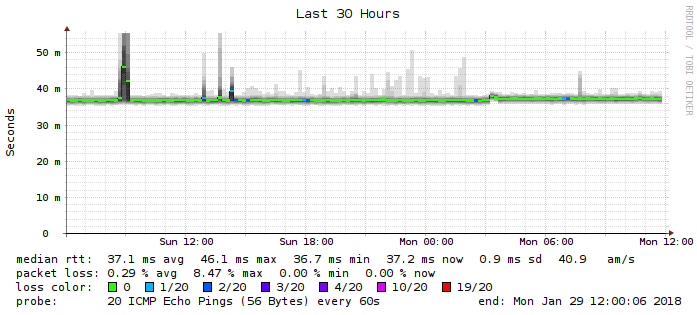 Last 30 Hours
RRDTOOL / TOBI OETIKER
Seconds
50 m
40 m
30 m
20 m
10 m
0
Sun 12:00 Sun 18:00 Mon 00:00 Mon 06:00 Mon 12:00
median rtt: 37.1 ms avg 46.1 ms max 36.7 ms min 37.2 ms now 0.9 ms sd 40.9 am/s
packet loss: 0.29 % avg 8.47 % max 0.00 % min 0.00 % now
loss color: 0 1/20 2/20 3/20 4/20 10/20 19/20
probe: 20 ICMP Echo Pings (56 Bytes) every 60s end: Mon Jan 29 12:00:06 2018